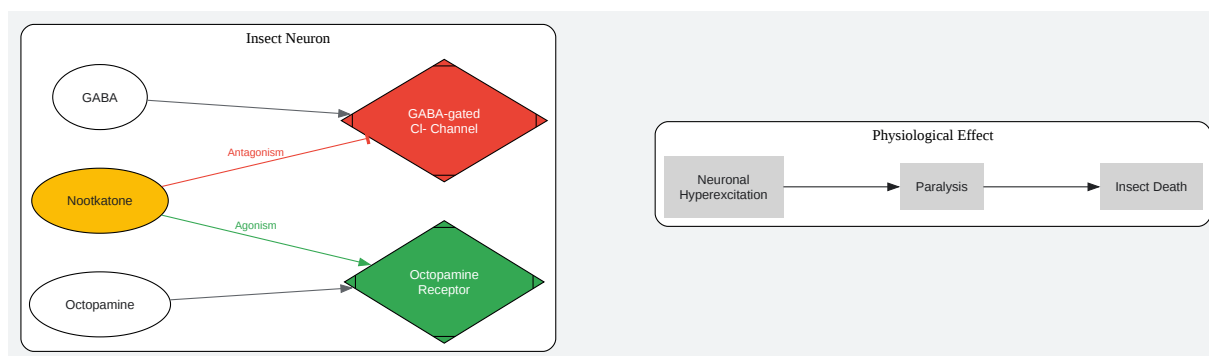 Insect Neuron
GABA
GABA-gated
Cl- Channel
Antagonism
Nootkatone
Agonism
Octopamine
Octopamine
Receptor
Physiological Effect
Neuronal
Hyperexcitation
Paralysis
Insect Death